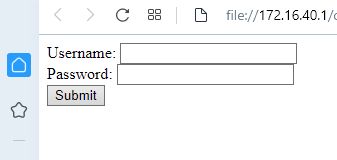 file://172.16.40.1/
Username:
Password:
Submit